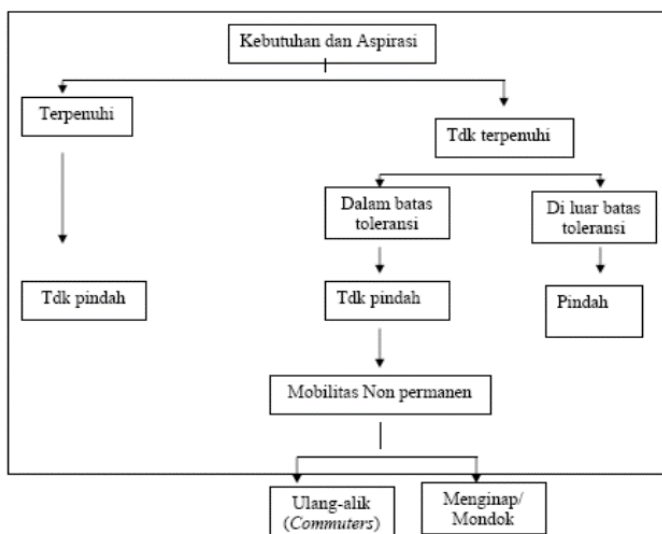 Kebutuhan dan Aspirasi
Terpenuhi
Tdk terpenuhi
Dalam batas
toleransi
Di luar batas
toleransi
Tdk pindah
Tdk pindah
Pindah
Mobilitas Non permanen
Ulang-alik
(Commuters)
Menginap/
Mondok